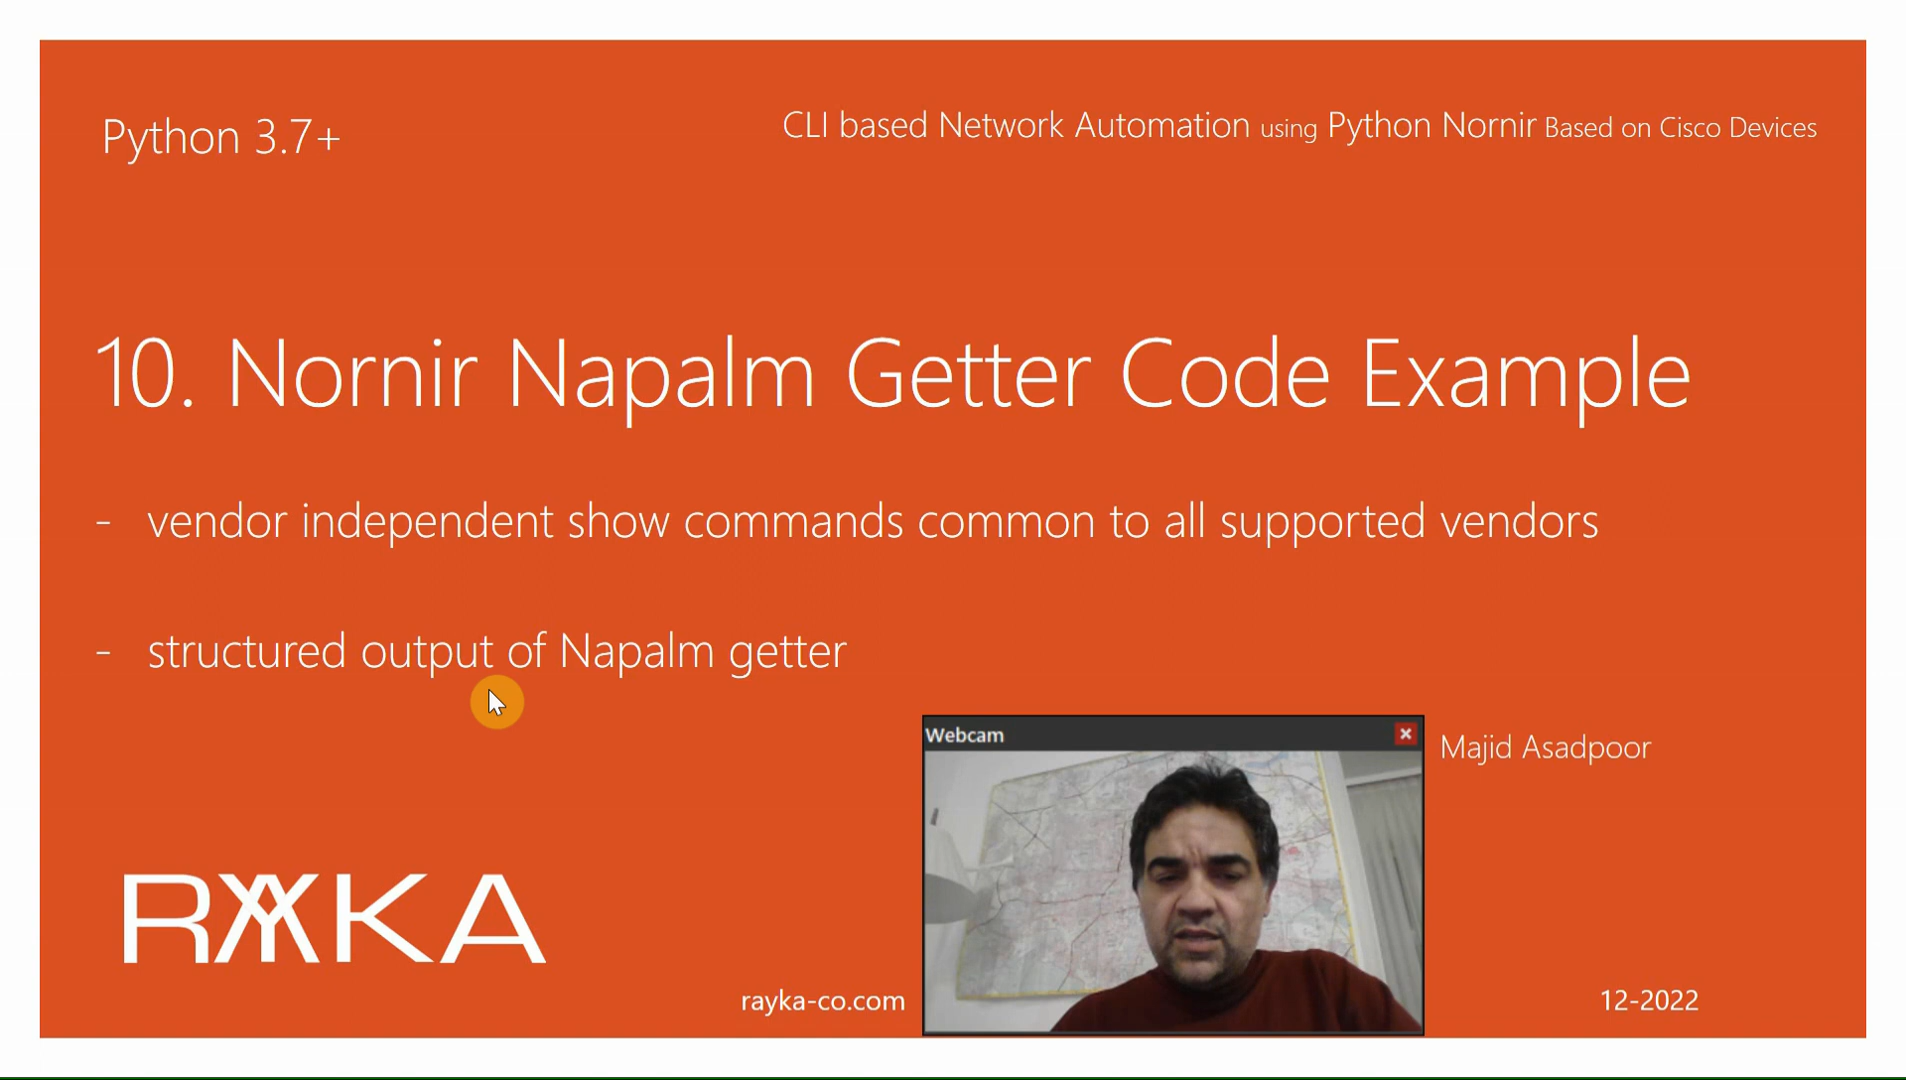 Python 3.7+
CLI based Network Automation using Python Nornir Based on Cisco Devices
10. Nornir Napalm Getter Code Example
- vendor independent show commands common to all supported vendors
- structured output of Napalm getter
Webcam
Majid Asadpoor
RAYKA
rayka-co.com
12-2022